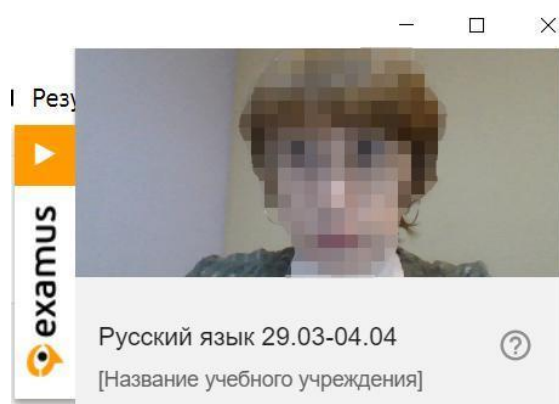 Резу
examus
Русский язык 29.03-04.04
[Название учебного учреждения]